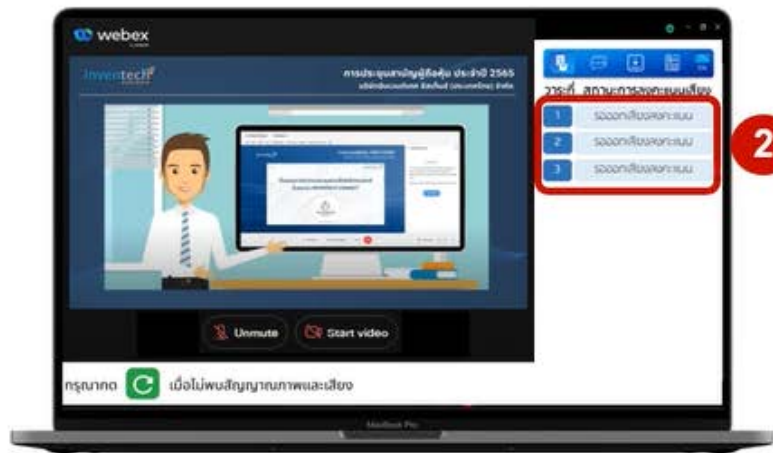 webex
inventech
การประชุมสามัญผู้ถือหุ้น ประจำปี 2565
วาระที่ สถานะการลงคะแนนเสียง
1 รอออกเสียงลงคะแนน
2 รอออกเสียงลงคะแนน
3 รอออกเสียงลงคะแนน
2
Unmute
Start video
กรุณากด เมื่อไม่พบสัญญาณภาพและเสียง
MacBook Pro